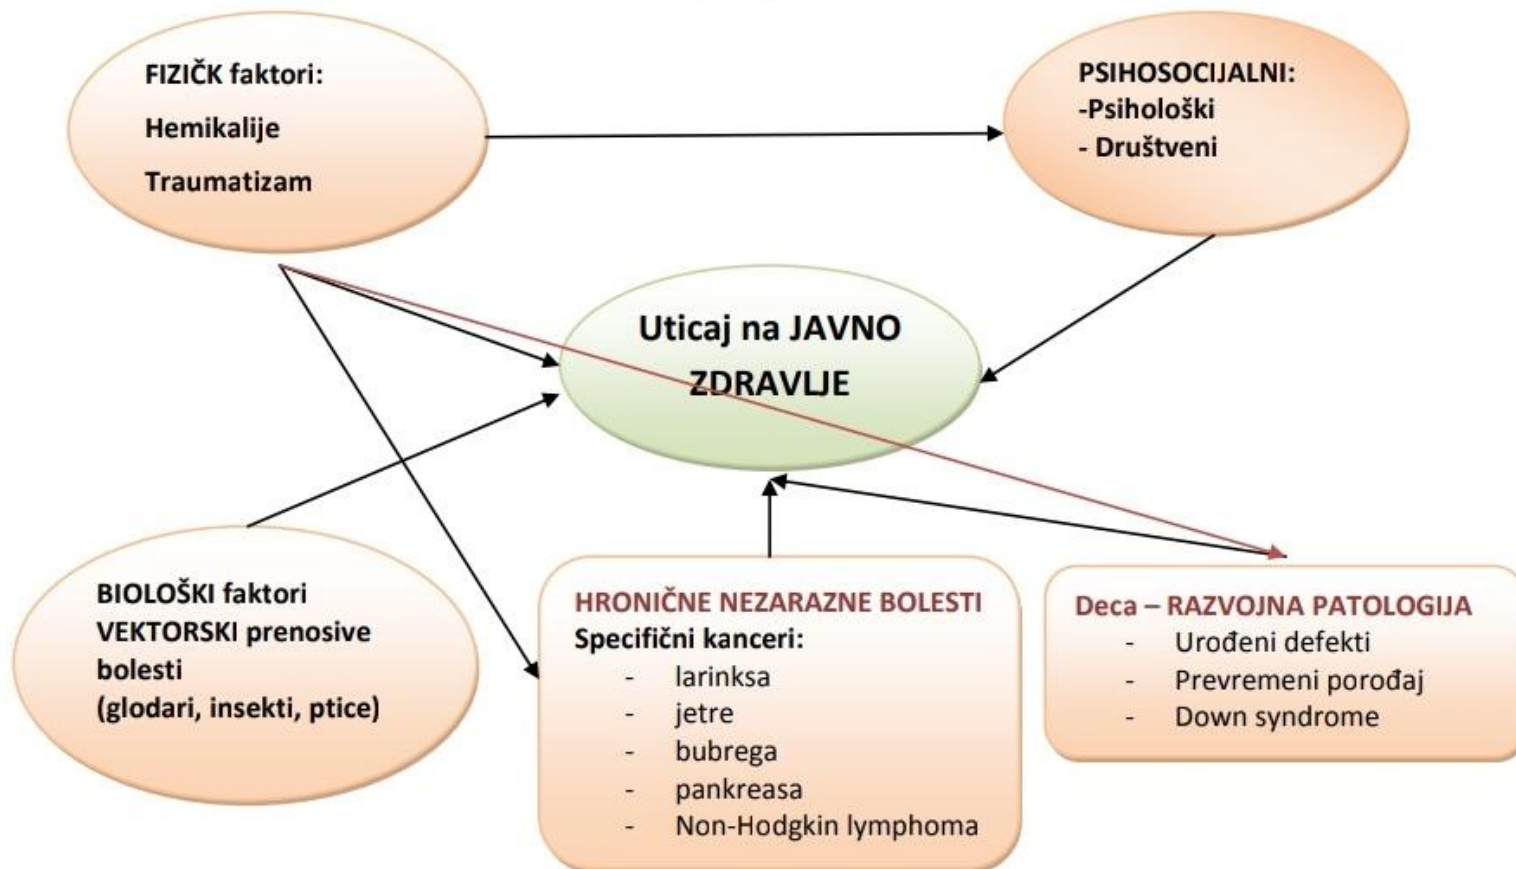 FIZIČK faktori:
Hemikalije
Traumatizam
PSIHOSOCIJALNI:
-Psihološki
- Društveni
Uticaj na JAVNO
ZDRAVLJE
BIOLOŠKI faktori
VEKTORSKI prenosive
bolesti
(glodari, insekti, ptice)
HRONIČNE NEZARAZNE BOLESTI
Specifični kanceri:
- larinksa
- jetre
- bubrega
- pankreasa
- Non-Hodgkin lymphoma
Deca – RAZVOJNA PATOLOGIJA
- Urođeni defekti
- Prevremeni porođaj
- Down syndrome